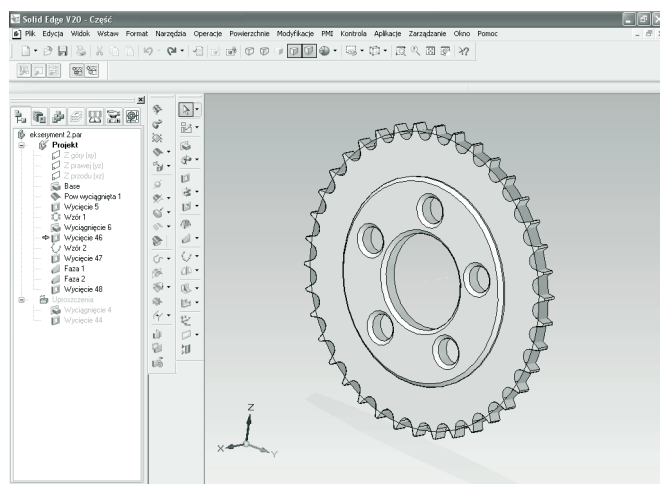 Solid Edge V20 - Część
Plik Edycja Widok Wstaw Format Narzędzia Operacje Powierzchnie Modyfikacje PMI Kontrola Aplikacje Zarządzanie Okno Pomoc
ekseryment 2.par
Projekt
Z góry (xy)
Z prawej (yz)
Z przodu (xz)
Base
Pow wyciągnięta 1
Wycięcie 5
Wzór 1
Wyciągnięcie 6
Wycięcie 46
Wzór 2
Wycięcie 47
Faza 1
Faza 2
Wycięcie 48
Uproszczenia
Wyciągnięcie 4
Wycięcie 44
Z
X
Y